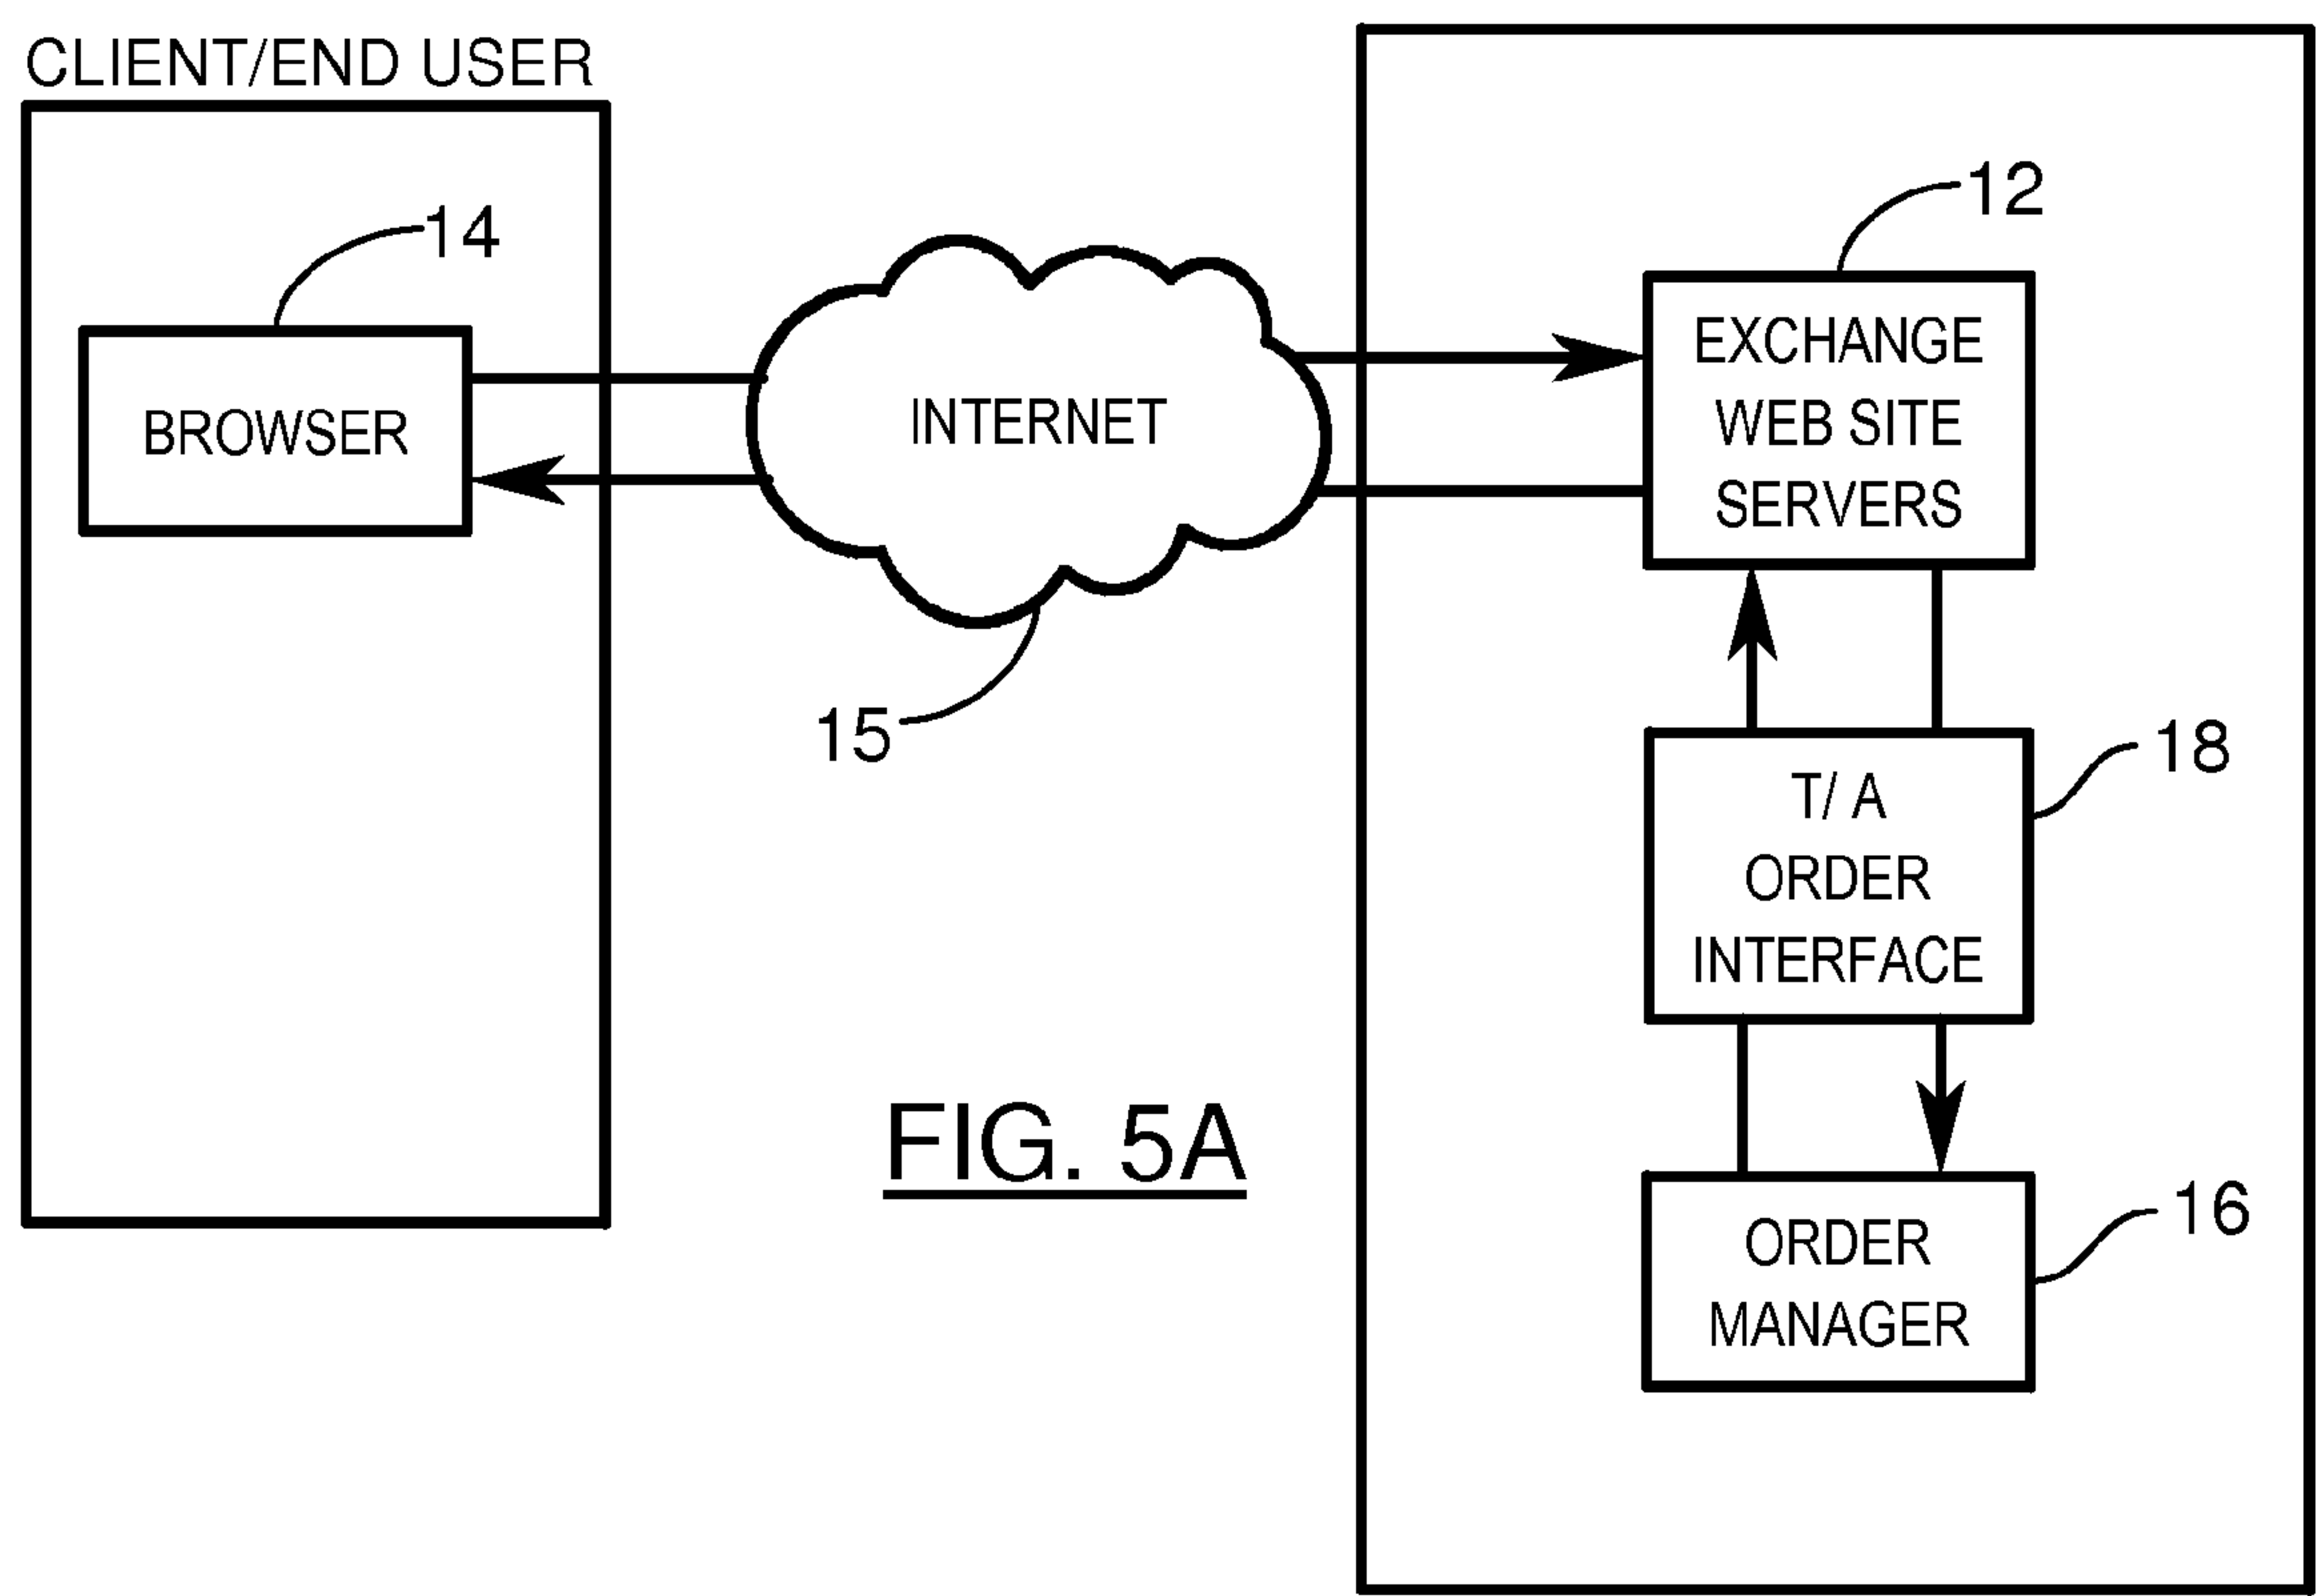 CLIENT/END USER
14
BROWSER
INTERNET
15
12
EXCHANGE
WEB SITE
SERVERS
18
T/ A
ORDER
INTERFACE
16
ORDER
MANAGER
FIG. 5A